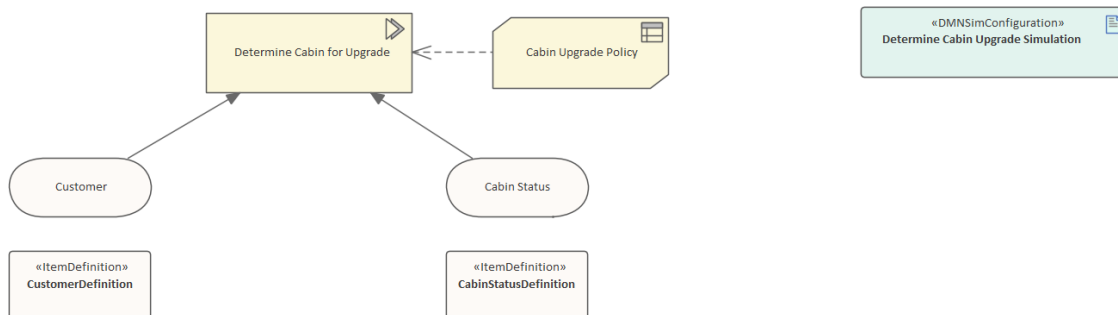 Determine Cabin for Upgrade
Cabin Upgrade Policy
«DMNSimConfiguration»
Determine Cabin Upgrade Simulation
Customer
Cabin Status
«ItemDefinition»
CustomerDefinition
«ItemDefinition»
CabinStatusDefinition